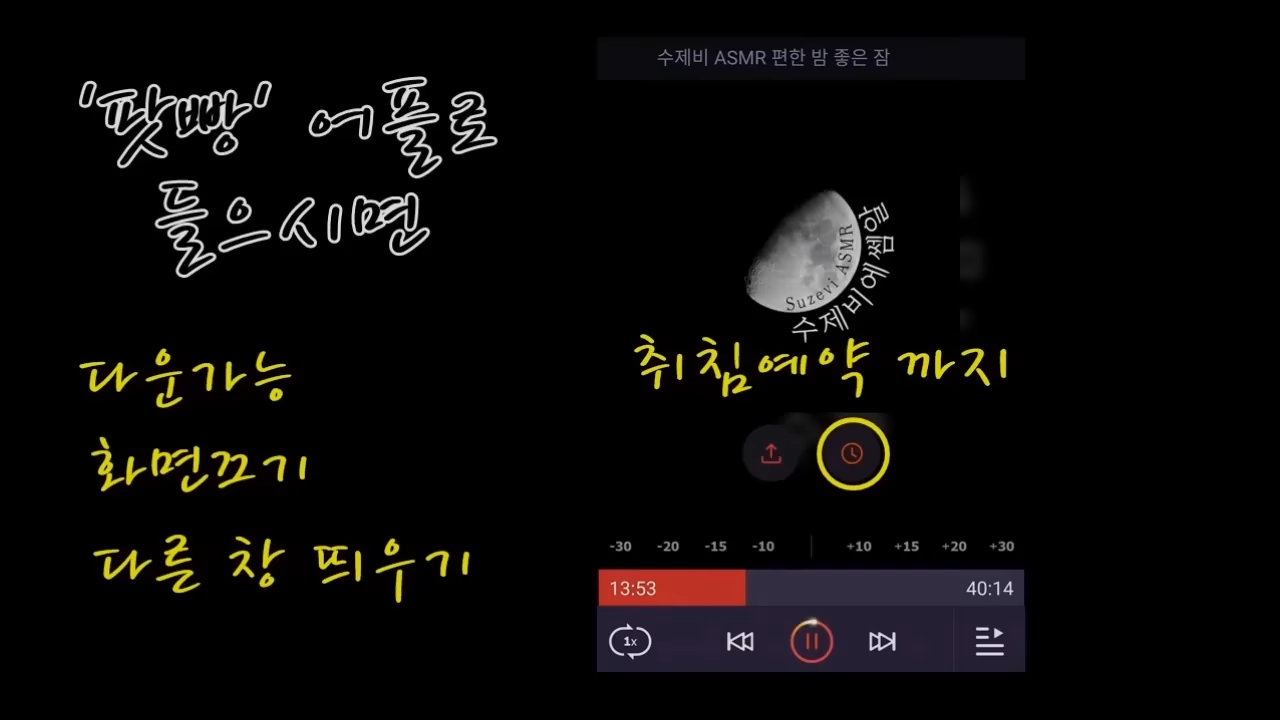 '팟빵' 어플로
들으시면
다운가능
화면끄기
다른 창 띄우기
수제비 ASMR 편한 밤 좋은 잠
Suzevi ASMR
수제비에쎔알
취침예약 까지
-30 -20 -15 -10 +10 +15 +20 +30
13:53 40:14
1x